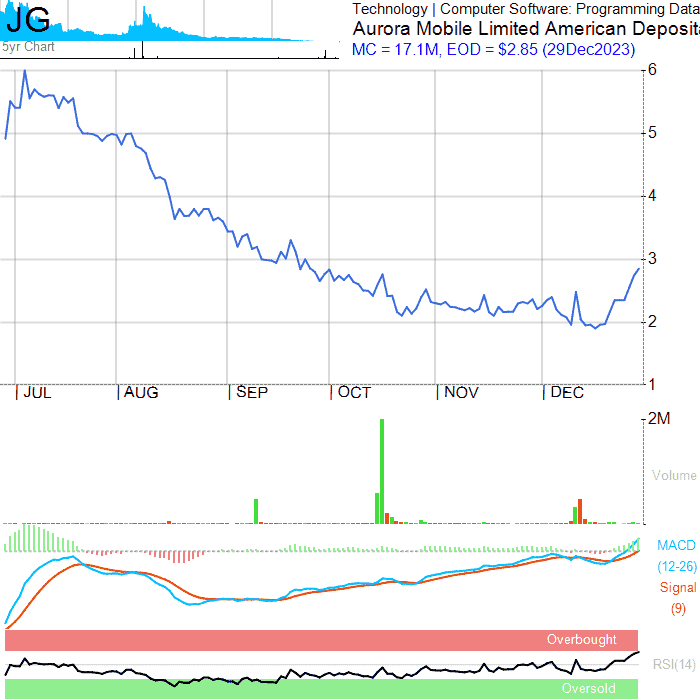 JG
5yr Chart
Technology | Computer Software: Programming Data
Aurora Mobile Limited American Deposit
MC = 17.1M, EOD = $2.85 (29Dec2023)
6
5
4
3
2
1
JUL AUG SEP OCT NOV DEC
2M
Volume
MACD
(12-26)
Signal
(9)
Overbought
RSI(14)
Oversold